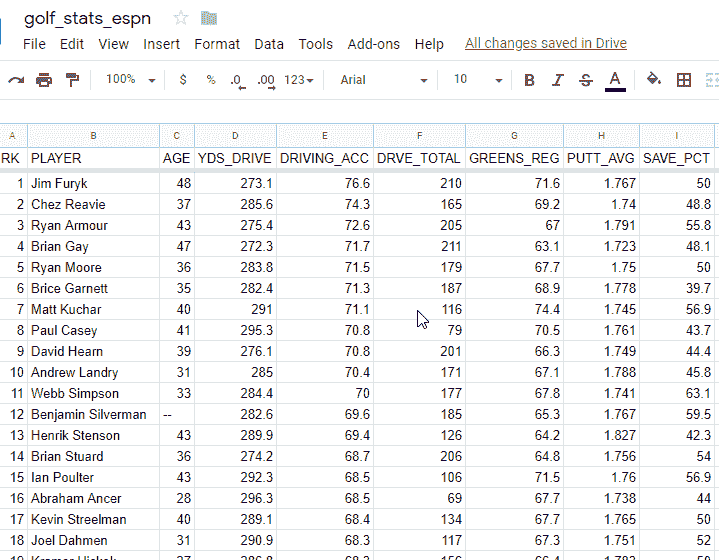 golf_stats_espn
File Edit View Insert Format Data Tools Add-ons Help All changes saved in Drive
100% $ % .0 .00 123 Arial 10 B I S A
A B C D E F G H I
RK PLAYER AGE YDS_DRIVE DRIVING_ACC DRVE_TOTAL GREENS_REG PUTT_AVG SAVE_PCT
1 Jim Furyk 48 273.1 76.6 210 71.6 1.767 50
2 Chez Reavie 37 285.6 74.3 165 69.2 1.74 48.8
3 Ryan Armour 43 275.4 72.6 205 67 1.791 55.8
4 Brian Gay 47 272.3 71.7 211 63.1 1.723 48.1
5 Ryan Moore 36 283.8 71.5 179 67.7 1.75 50
6 Brice Garnett 35 282.4 71.3 187 68.9 1.778 39.7
7 Matt Kuchar 40 291 71.1 116 74.4 1.745 56.9
8 Paul Casey 41 295.3 70.8 79 70.5 1.761 43.7
9 David Hearn 39 276.1 70.8 201 66.3 1.749 44.4
10 Andrew Landry 31 285 70.4 171 67.1 1.788 45.8
11 Webb Simpson 33 284.4 70 177 67.8 1.741 63.1
12 Benjamin Silverman -- 282.6 69.6 185 65.3 1.767 59.5
13 Henrik Stenson 43 289.9 69.4 126 64.2 1.827 42.3
14 Brian Stuard 36 274.2 68.7 206 64.8 1.756 54
15 Ian Poulter 43 292.3 68.5 106 71.5 1.76 56.9
16 Abraham Ancer 28 296.3 68.5 69 67.7 1.738 44
17 Kevin Streelman 40 289.1 68.4 134 67.7 1.765 50
18 Joel Dahmen 31 290.9 68.3 117 67.3 1.751 52